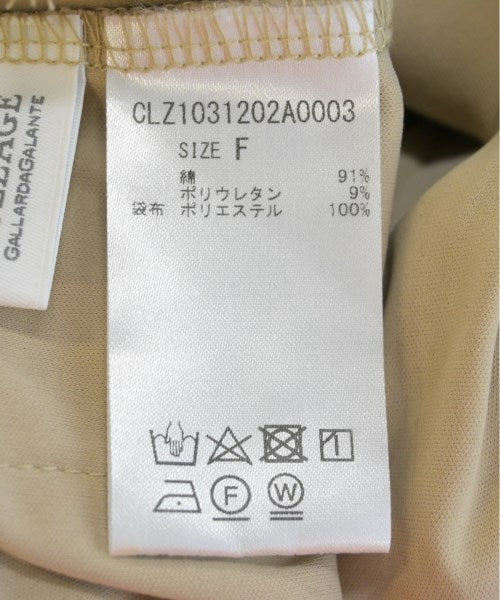 LLAGE
GALLARDAGALANTE
CLZ1031202A0003
SIZE F
綿 91%
ポリウレタン 9%
袋布 ポリエステル 100%
F W